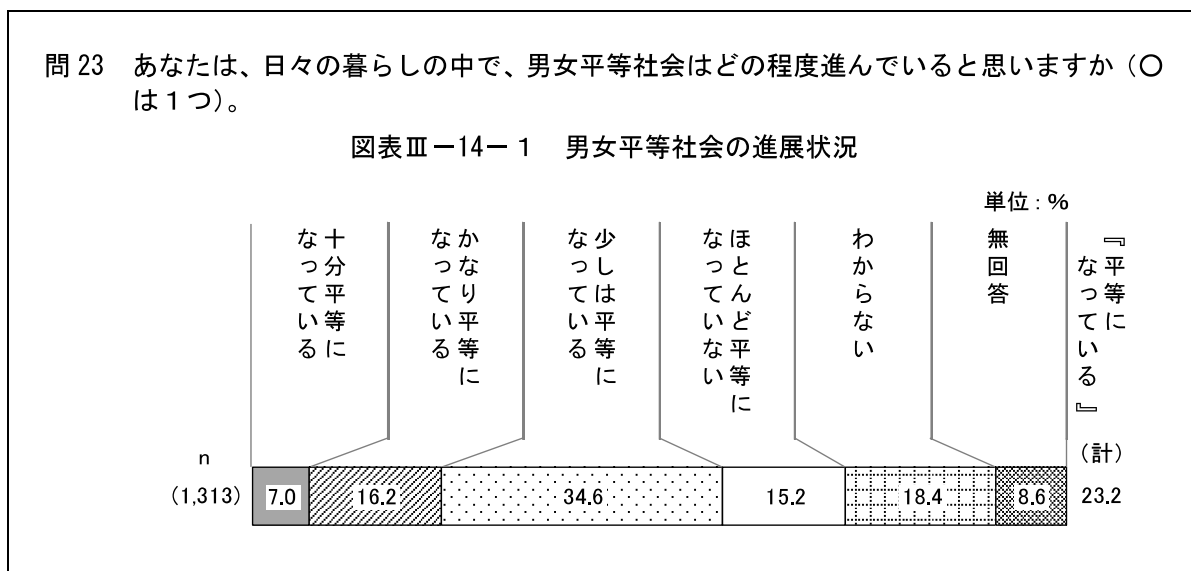 問23 あなたは、日々の暮らしの中で、男女平等社会はどの程度進んでいると思いますか（○
は１つ）。
図表Ⅲ－14－１ 男女平等社会の進展状況
単位：％
十分平等に
なっている
かなり平等に
なっている
少しは平等に
なっている
ほとんど平等に
なっていない
わからない
無回答
『平等に
なっている』
（計）
n
(1,313)
7.0
16.2
34.6
15.2
18.4
8.6
23.2